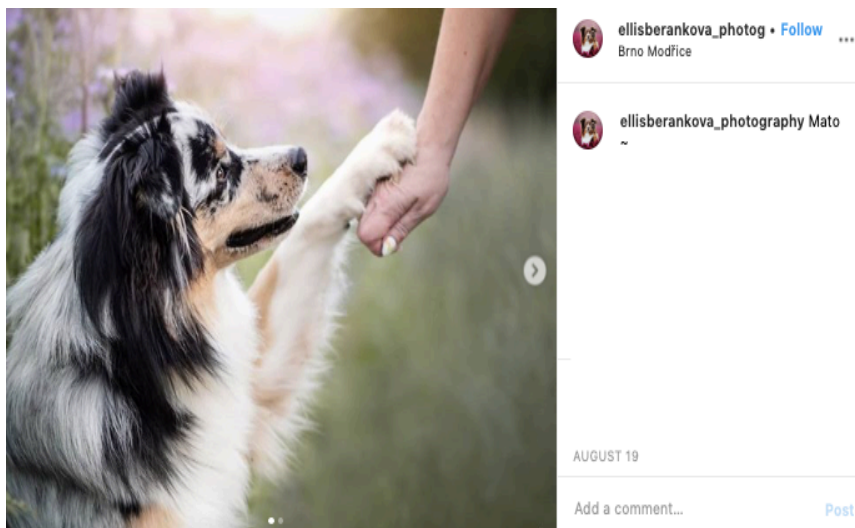 ellisberankova_photog • Follow
Brno Modřice
ellisberankova_photography Mato
~
AUGUST 19
Add a comment...
Post